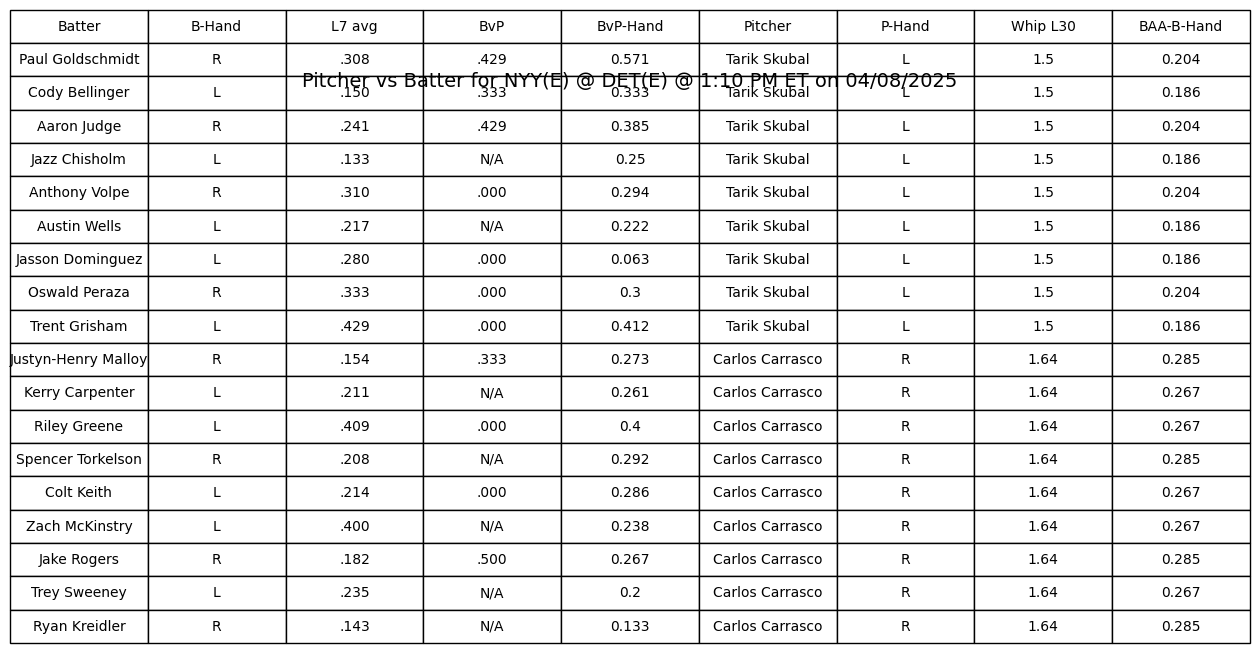 Batter B-Hand L7 avg BvP BvP-Hand Pitcher P-Hand Whip L30 BAA-B-Hand
Paul Goldschmidt R .308 .429 0.571 Tarik Skubal L 1.5 0.204
Pitcher vs Batter for NYY(E) @ DET(E) @ 1:10 PM ET on 04/08/2025
Cody Bellinger L .150 .333 0.333 Tarik Skubal L 1.5 0.186
Aaron Judge R .241 .429 0.385 Tarik Skubal L 1.5 0.204
Jazz Chisholm L .133 N/A 0.25 Tarik Skubal L 1.5 0.186
Anthony Volpe R .310 .000 0.294 Tarik Skubal L 1.5 0.204
Austin Wells L .217 N/A 0.222 Tarik Skubal L 1.5 0.186
Jasson Dominguez L .280 .000 0.063 Tarik Skubal L 1.5 0.186
Oswald Peraza R .333 .000 0.3 Tarik Skubal L 1.5 0.204
Trent Grisham L .429 .000 0.412 Tarik Skubal L 1.5 0.186
Justyn-Henry Malloy R .154 .333 0.273 Carlos Carrasco R 1.64 0.285
Kerry Carpenter L .211 N/A 0.261 Carlos Carrasco R 1.64 0.267
Riley Greene L .409 .000 0.4 Carlos Carrasco R 1.64 0.267
Spencer Torkelson R .208 N/A 0.292 Carlos Carrasco R 1.64 0.285
Colt Keith L .214 .000 0.286 Carlos Carrasco R 1.64 0.267
Zach McKinstry L .400 N/A 0.238 Carlos Carrasco R 1.64 0.267
Jake Rogers R .182 .500 0.267 Carlos Carrasco R 1.64 0.285
Trey Sweeney L .235 N/A 0.2 Carlos Carrasco R 1.64 0.267
Ryan Kreidler R .143 N/A 0.133 Carlos Carrasco R 1.64 0.285